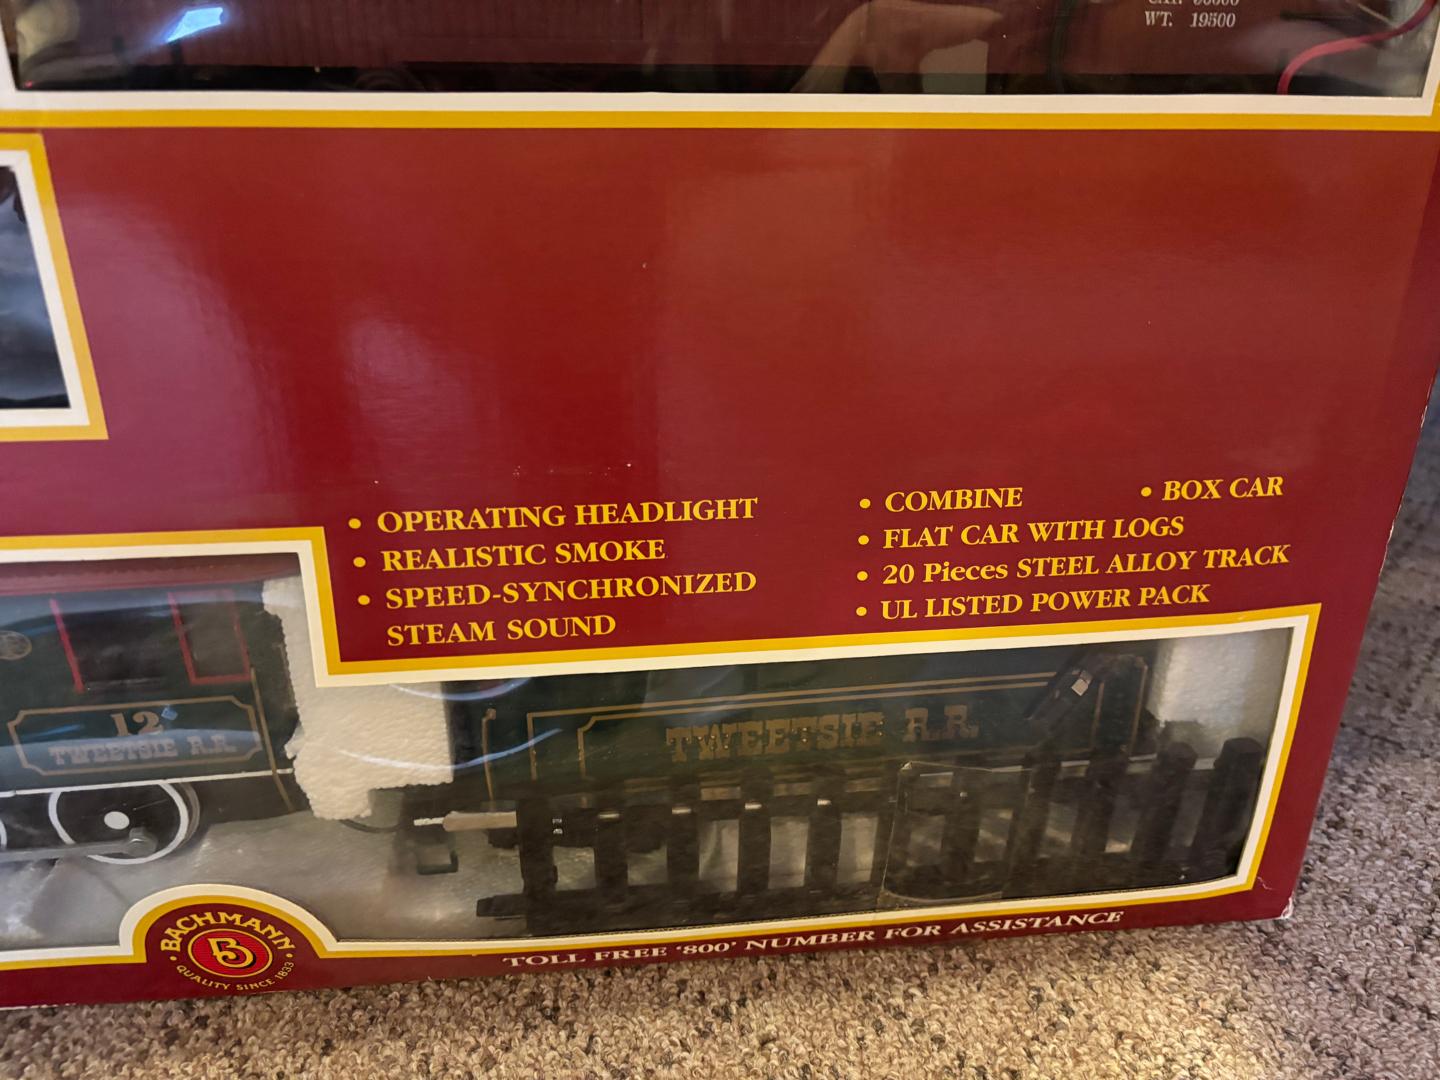 WT. 19500
• OPERATING HEADLIGHT
• REALISTIC SMOKE
• SPEED-SYNCHRONIZED
STEAM SOUND
• COMBINE • BOX CAR
• FLAT CAR WITH LOGS
• 20 Pieces STEEL ALLOY TRACK
• UL LISTED POWER PACK
12
TWEETSIE R.R.
TWEETSIE R.R.
BACHMANN
B
• QUALITY SINCE 1833 •
TOLL FREE '800' NUMBER FOR ASSISTANCE